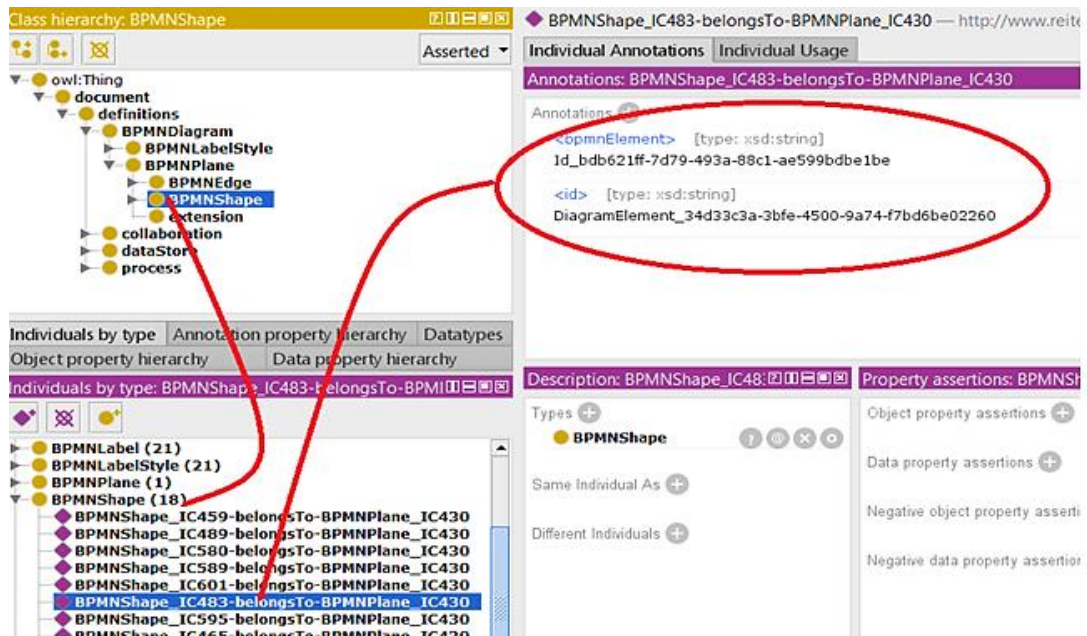 Class hierarchy: BPMNShape
Asserted
owl:Thing
document
definitions
BPMNDiagram
BPMNLabelStyle
BPMNPlane
BPMNEdge
BPMNShape
extension
collaboration
dataStore
process
Individuals by type Annotation property hierarchy Datatypes
Object property hierarchy Data property hierarchy
Individuals by type: BPMNShape_IC483-belongsTo-BPMI
BPMNLabel (21)
BPMNLabelStyle (21)
BPMNPlane (1)
BPMNShape (18)
BPMNShape_IC459-belongsTo-BPMNPlane_IC430
BPMNShape_IC489-belongsTo-BPMNPlane_IC430
BPMNShape_IC580-belongsTo-BPMNPlane_IC430
BPMNShape_IC589-belongsTo-BPMNPlane_IC430
BPMNShape_IC601-belongsTo-BPMNPlane_IC430
BPMNShape_IC483-belongsTo-BPMNPlane_IC430
BPMNShape_IC595-belongsTo-BPMNPlane_IC430
BPMNShape_IC465-belongsTo-BPMNPlane_IC430
BPMNShape_IC483-belongsTo-BPMNPlane_IC430 — http://www.reite
Individual Annotations Individual Usage
Annotations: BPMNShape_IC483-belongsTo-BPMNPlane_IC430
Annotations
<opmnElement> [type: xsd:string]
Id_bdb621ff-7d79-493a-88c1-ae599bdbe1be
<id> [type: xsd:string]
DiagramElement_34d33c3a-3bfe-4500-9a74-f7bd6be02260
Description: BPMNShape_IC48
Types
BPMNShape
Same Individual As
Different Individuals
Property assertions: BPMNSh
Object property assertions
Data property assertions
Negative object property asserti
Negative data property assertion